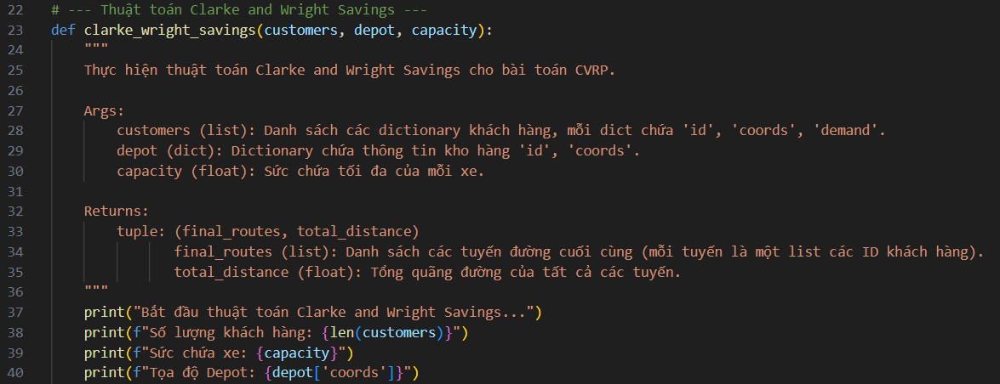 22 # --- Thuật toán Clarke and Wright Savings ---
23 def clarke_wright_savings(customers, depot, capacity):
24     """
25     Thực hiện thuật toán Clarke and Wright Savings cho bài toán CVRP.
26
27     Args:
28         customers (list): Danh sách các dictionary khách hàng, mỗi dict chứa 'id', 'coords', 'demand'.
29         depot (dict): Dictionary chứa thông tin kho hàng 'id', 'coords'.
30         capacity (float): Sức chứa tối đa của mỗi xe.
31
32     Returns:
33         tuple: (final_routes, total_distance)
34                final_routes (list): Danh sách các tuyến đường cuối cùng (mỗi tuyến là một list các ID khách hàng).
35                total_distance (float): Tổng quãng đường của tất cả các tuyến.
36     """
37     print("Bắt đầu thuật toán Clarke and Wright Savings...")
38     print(f"Số lượng khách hàng: {len(customers)}")
39     print(f"Sức chứa xe: {capacity}")
40     print(f"Tọa độ Depot: {depot['coords']}")